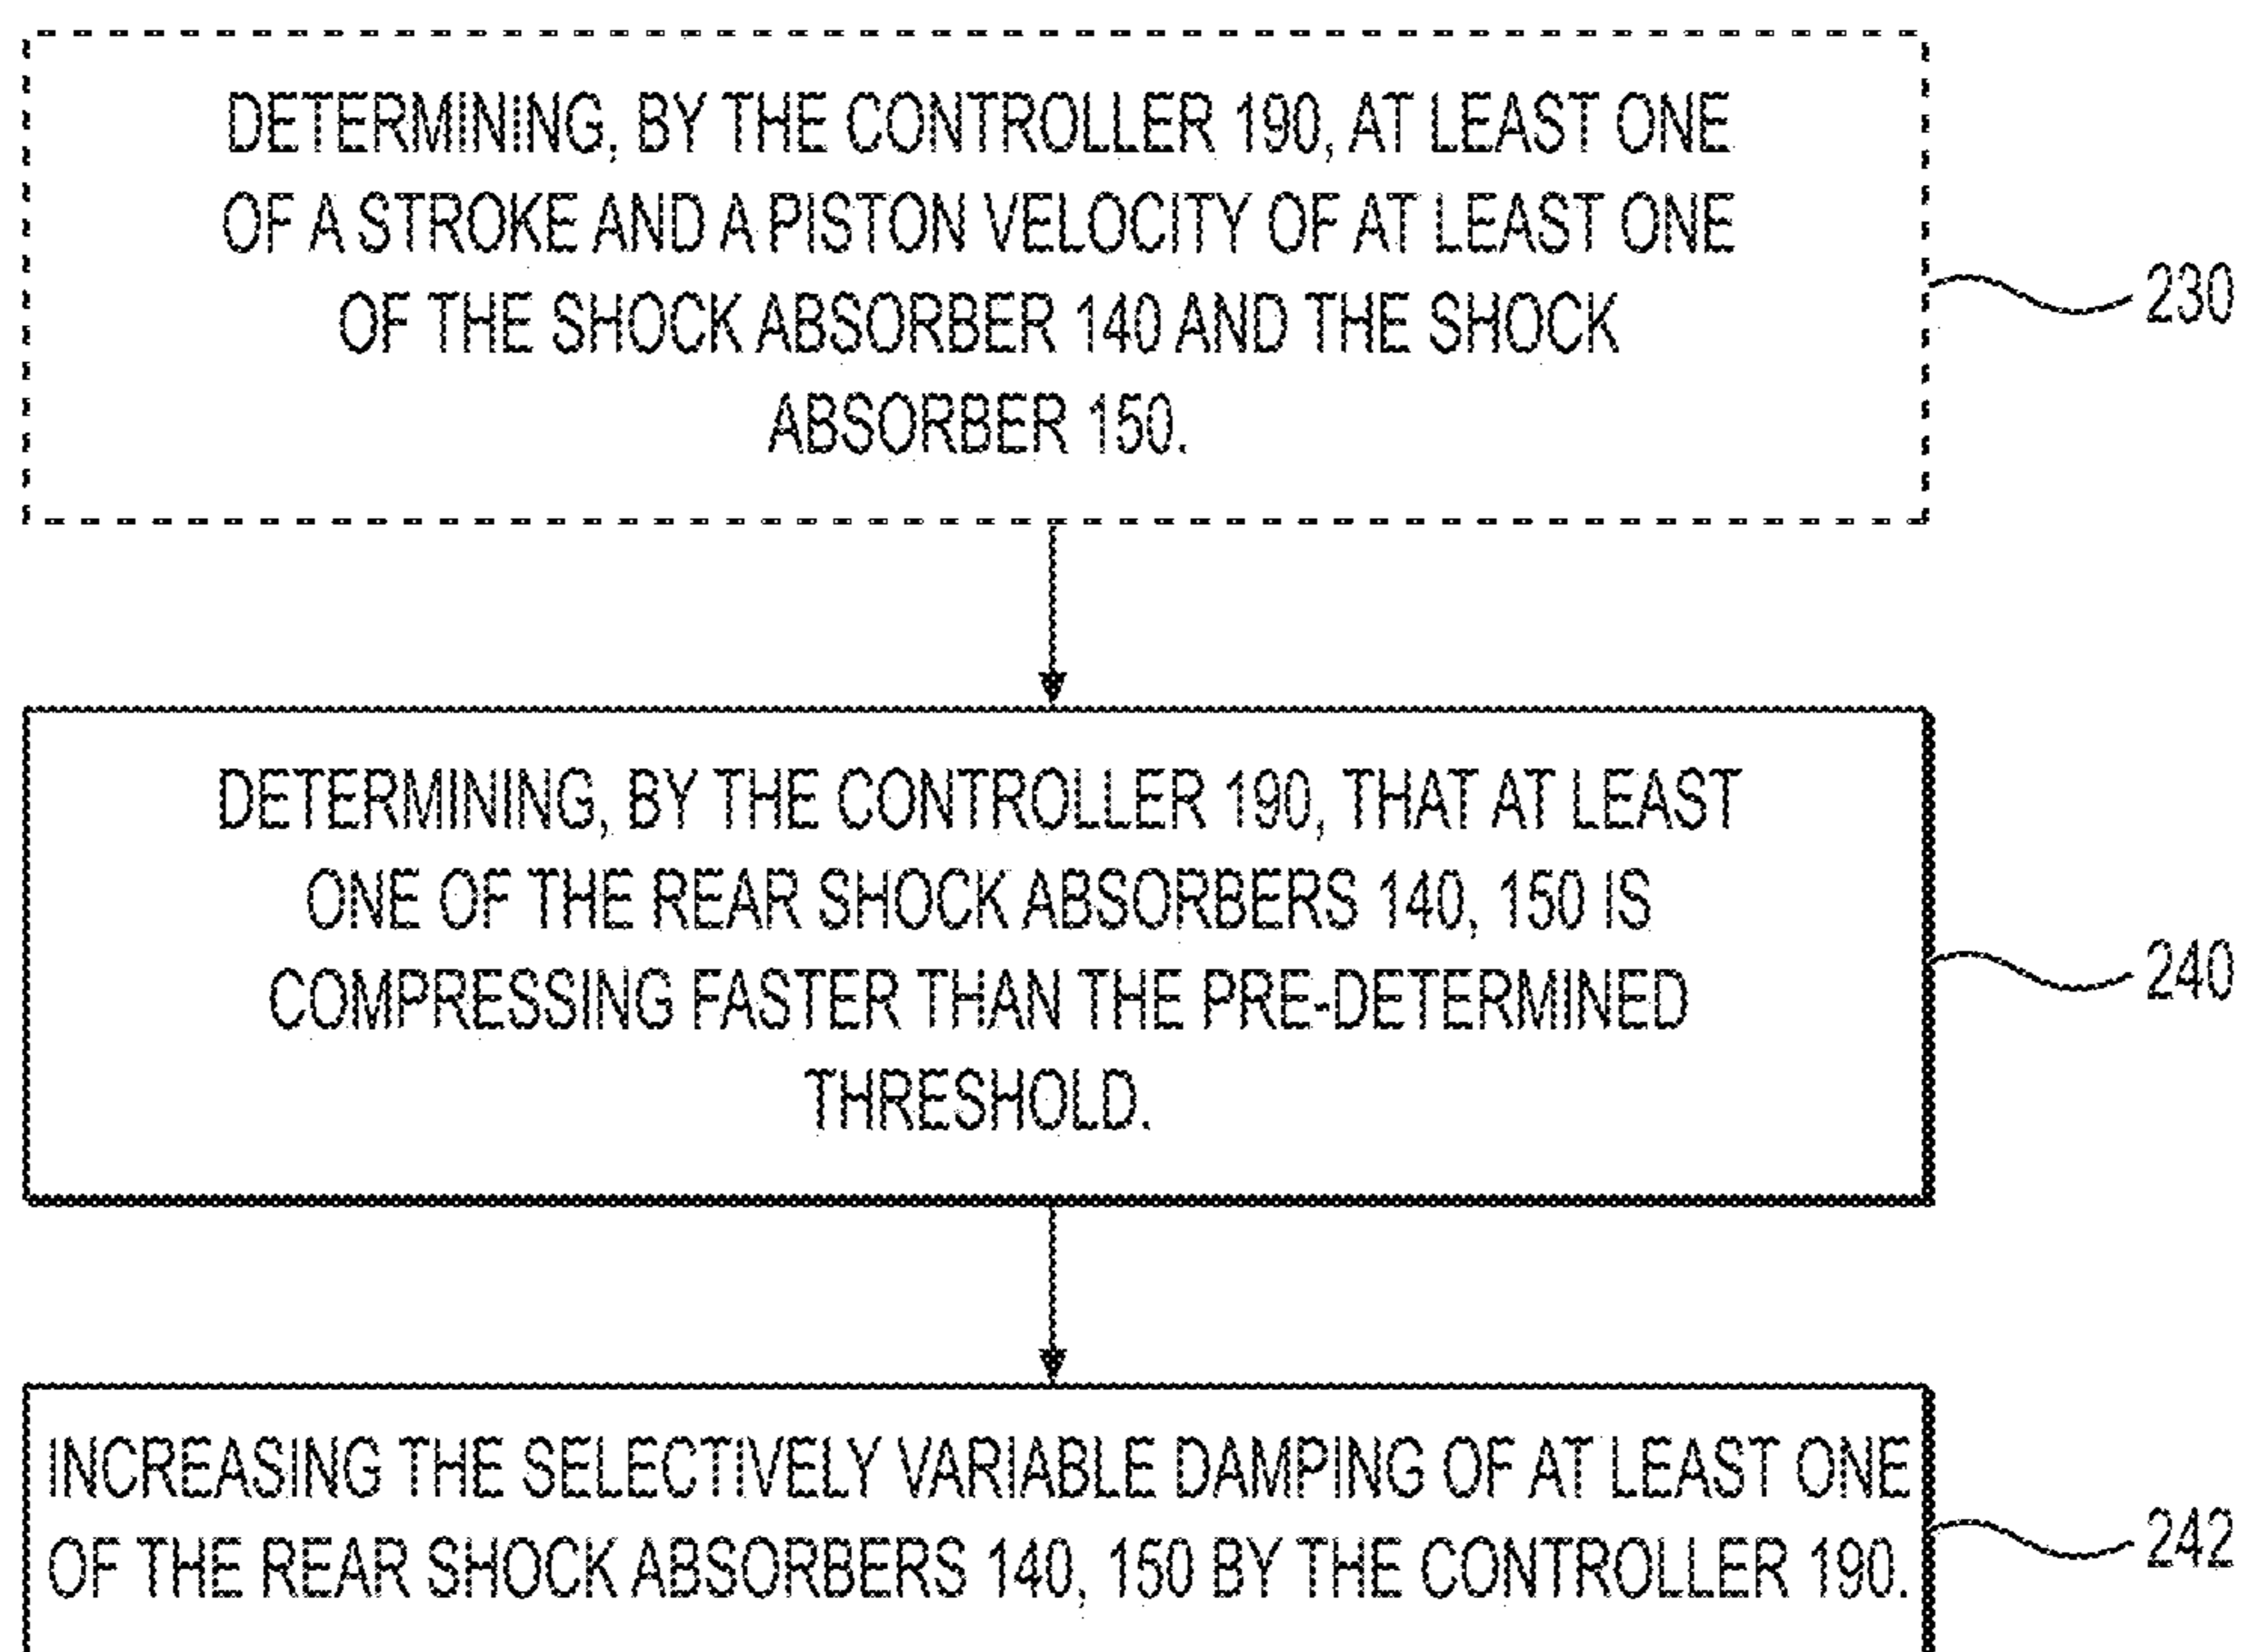 DETERMINING, BY THE CONTROLLER 190, AT LEAST ONE
OF A STROKE AND A PISTON VELOCITY OF AT LEAST ONE
OF THE SHOCK ABSORBER 140 AND THE SHOCK
ABSORBER 150.
230
DETERMINING, BY THE CONTROLLER 190, THAT AT LEAST
ONE OF THE REAR SHOCK ABSORBERS 140, 150 IS
COMPRESSING FASTER THAN THE PRE-DETERMINED
THRESHOLD.
240
INCREASING THE SELECTIVELY VARIABLE DAMPING OF AT LEAST ONE
OF THE REAR SHOCK ABSORBERS 140, 150 BY THE CONTROLLER 190.
242